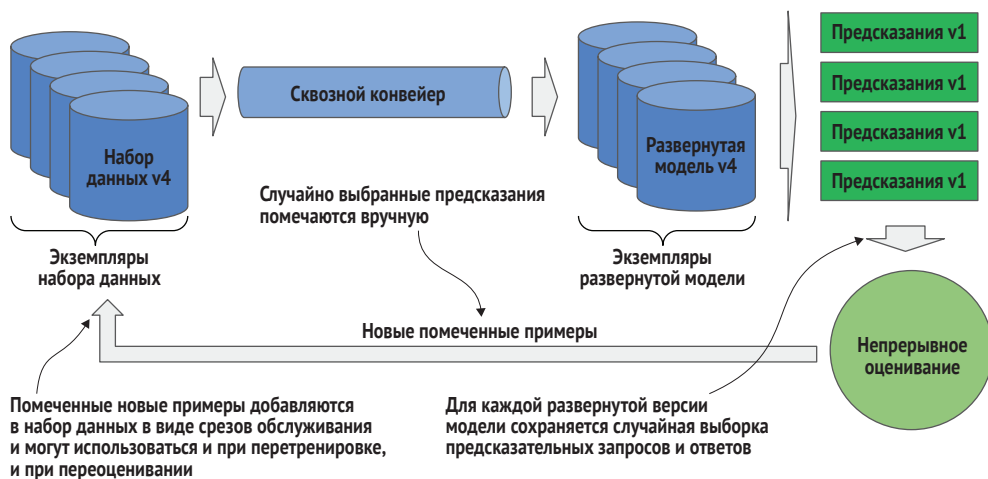 Набор
данных v4
Экземпляры
набора данных
Сквозной конвейер
Развернутая
модель v4
Экземпляры
развернутой модели
Предсказания v1
Предсказания v1
Предсказания v1
Предсказания v1
Случайно выбранные предсказания
помечаются вручную
Новые помеченные примеры
Непрерывное
оценивание
Помеченные новые примеры добавляются
в набор данных в виде срезов обслуживания
и могут использоваться и при перетренировке,
и при переоценивании
Для каждой развернутой версии
модели сохраняется случайная выборка
предсказательных запросов и ответов